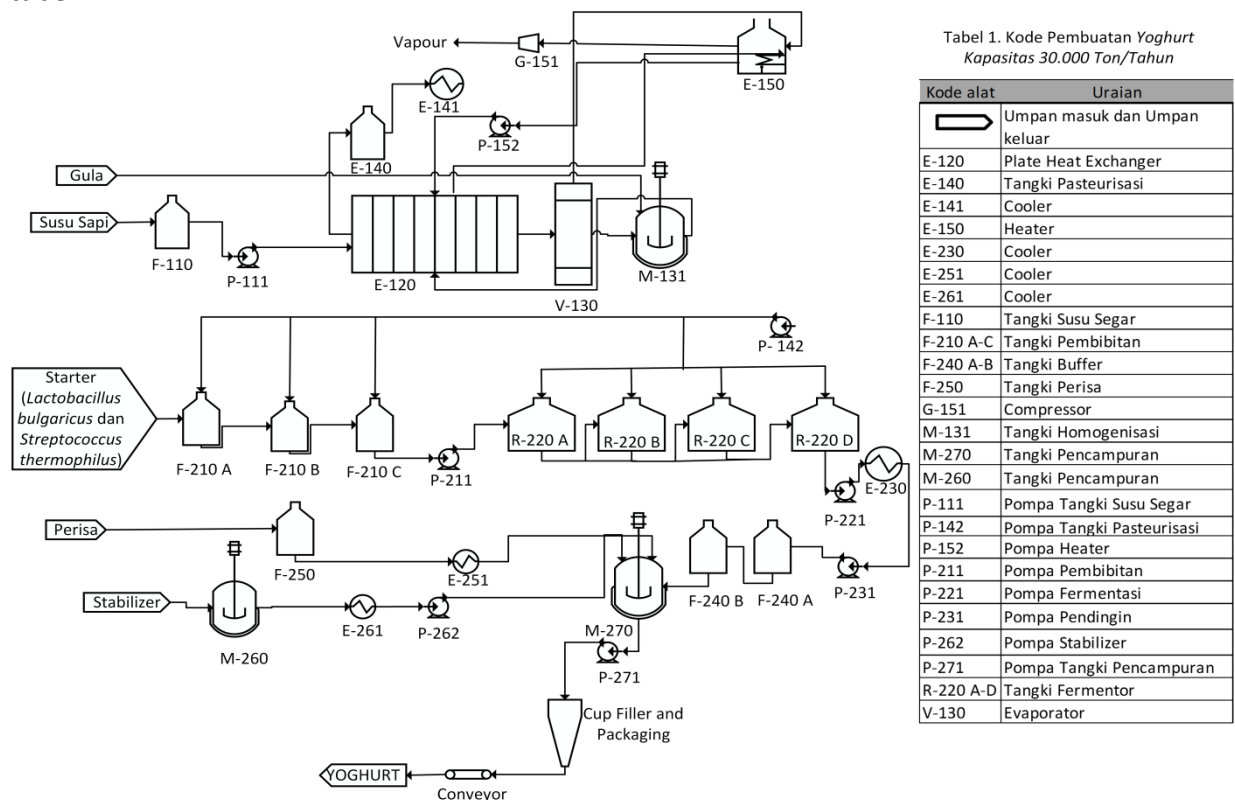 Vapour
G-151
E-150
E-141
P-152
E-140
Gula
Susu Sapi
F-110
P-111
E-120
V-130
M-131
P- 142
Starter
(Lactobacillus
bulgaricus dan
Streptococcus
thermophilus)
F-210 A
F-210 B
F-210 C
P-211
R-220 A
R-220 B
R-220 C
R-220 D
P-221
E-230
Perisa
F-250
E-251
Stabilizer
M-260
E-261
P-262
M-270
F-240 B
F-240 A
P-231
P-271
Cup Filler and
Packaging
YOGHURT
Conveyor
Tabel 1. Kode Pembuatan Yoghurt
Kapasitas 30.000 Ton/Tahun
Kode alat Uraian
Umpan masuk dan Umpan
keluar
E-120 Plate Heat Exchanger
E-140 Tangki Pasteurisasi
E-141 Cooler
E-150 Heater
E-230 Cooler
E-251 Cooler
E-261 Cooler
F-110 Tangki Susu Segar
F-210 A-C Tangki Pembibitan
F-240 A-B Tangki Buffer
F-250 Tangki Perisa
G-151 Compressor
M-131 Tangki Homogenisasi
M-270 Tangki Pencampuran
M-260 Tangki Pencampuran
P-111 Pompa Tangki Susu Segar
P-142 Pompa Tangki Pasteurisasi
P-152 Pompa Heater
P-211 Pompa Pembibitan
P-221 Pompa Fermentasi
P-231 Pompa Pendingin
P-262 Pompa Stabilizer
P-271 Pompa Tangki Pencampuran
R-220 A-D Tangki Fermentor
V-130 Evaporator